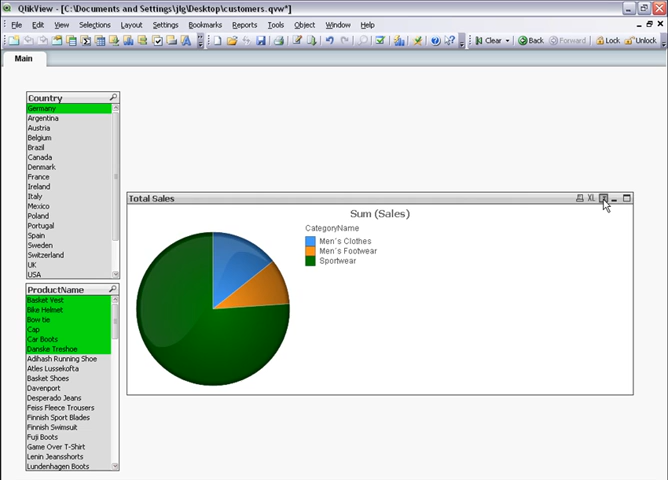 QlikView - [C:\Documents and Settings\jlg\Desktop\customers.qvw*]
File Edit View Selections Layout Settings Bookmarks Reports Tools Object Window Help
Clear Back Forward Lock Unlock
Main
Country
Germany
Argentina
Austria
Belgium
Brazil
Canada
Denmark
France
Ireland
Italy
Mexico
Poland
Portugal
Spain
Sweden
Switzerland
UK
USA
Total Sales XL
Sum (Sales)
CategoryName
Men´s Clothes
Men´s Footwear
Sportwear
ProductName
Basket Vest
Bike Helmet
Bow tie
Cap
Car Boots
Danske Treshoe
Adihash Running Shoe
Atles Lussekofta
Basket Shoes
Davenport
Desperado Jeans
Feiss Fleece Trousers
Finnish Sport Blades
Finnish Swimsuit
Fuji Boots
Game Over T-Shirt
Lenin Jeansshorts
Lundenhagen Boots